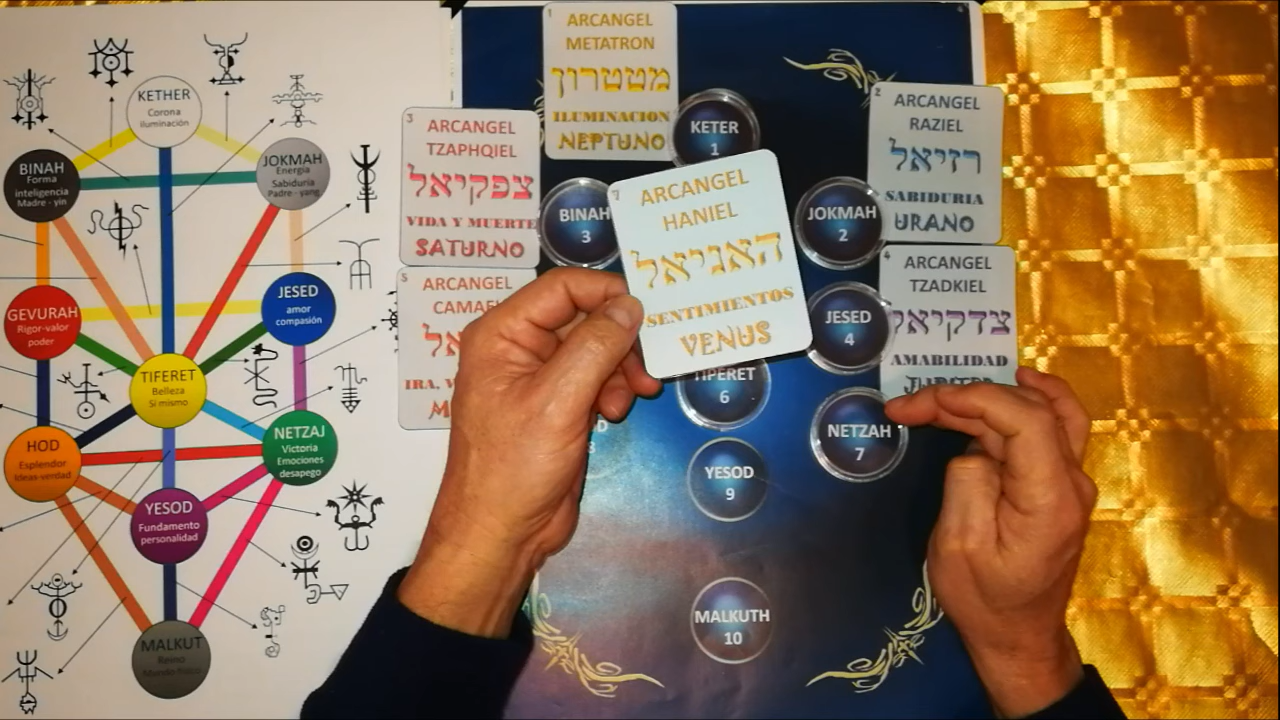 KETHER
Corona
iluminación
BINAH
Forma
inteligencia
Madre - yin
JOKMAH
Energía
Sabiduría
Padre - yang
GEVURAH
Rigor-valor
poder
JESED
amor
compasión
TIFERET
Belleza
Sí mismo
HOD
Esplendor
Ideas-verdad
NETZAJ
Victoria
Emociones
desapego
YESOD
Fundamento
personalidad
MALKUT
Reino
1
ARCANGEL
METATRON
מטטרון
ILUMINACION
NEPTUNO
3
ARCANGEL
TZAPHQIEL
צפקיאל
VIDA Y MUERTE
SATURNO
2
ARCANGEL
RAZIEL
רזיאל
SABIDURIA
URANO
5
ARCANGEL
IRA,
4
ARCANGEL
TZADKIEL
צדקיאל
AMABILIDAD
JUPITER
7
ARCANGEL
HANIEL
האניאל
SENTIMIENTOS
VENUS
KETER
1
BINAH
3
JOKMAH
2
JESED
4
TIPERET
6
NETZAH
7
YESOD
9
MALKUTH
10